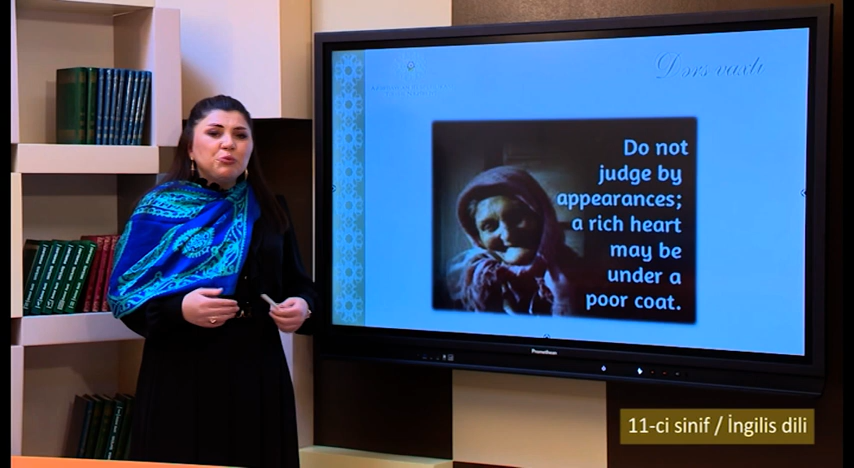 Dərs vaxtı
Do not
judge by
appearances;
a rich heart
may be
under a
poor coat.
Promethean
11-ci sinif / İngilis dili